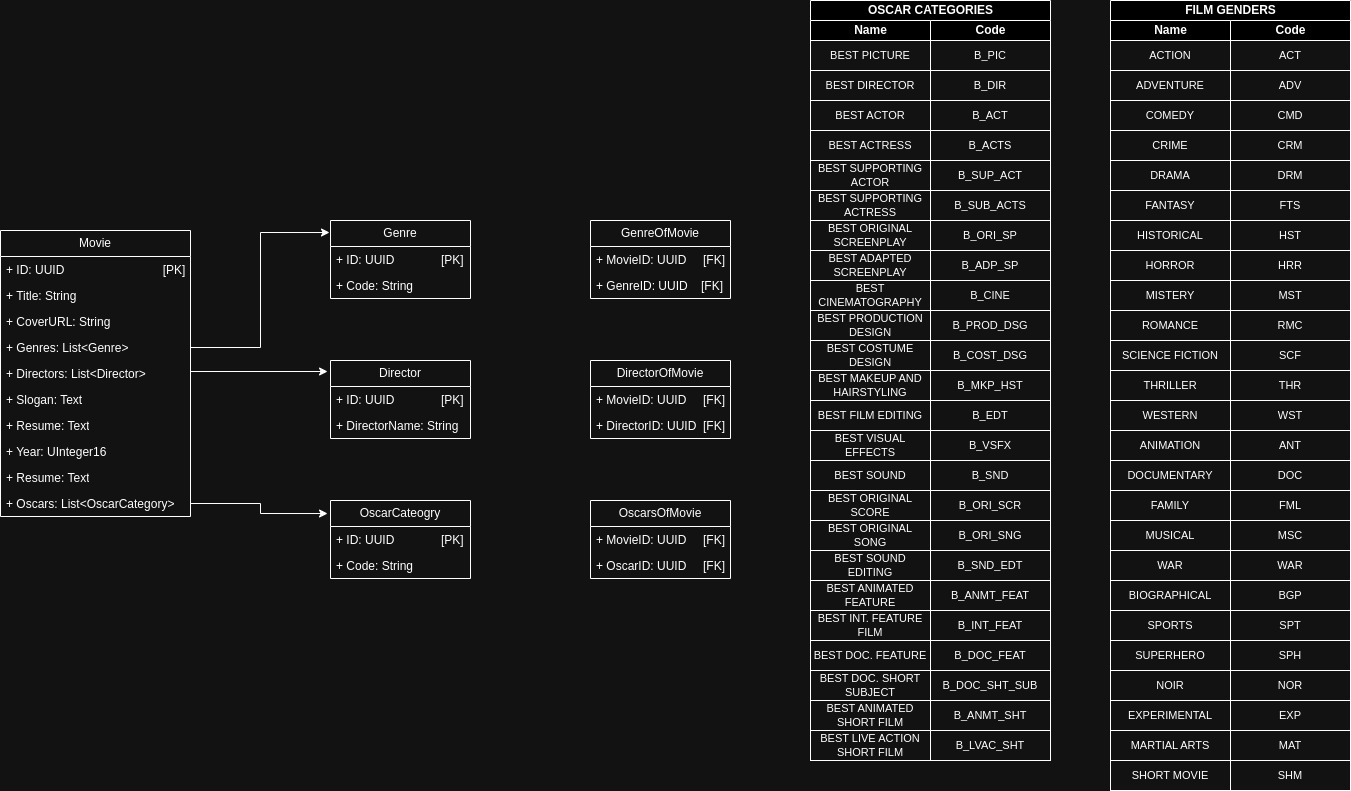 Movie
+ ID: UUID [PK]
+ Title: String
+ CoverURL: String
+ Genres: List<Genre>
+ Directors: List<Director>
+ Slogan: Text
+ Resume: Text
+ Year: UInteger16
+ Resume: Text
+ Oscars: List<OscarCategory>
Genre
+ ID: UUID [PK]
+ Code: String
Director
+ ID: UUID [PK]
+ DirectorName: String
OscarCateogry
+ ID: UUID [PK]
+ Code: String
GenreOfMovie
+ MovieID: UUID [FK]
+ GenreID: UUID [FK]
DirectorOfMovie
+ MovieID: UUID [FK]
+ DirectorID: UUID [FK]
OscarsOfMovie
+ MovieID: UUID [FK]
+ OscarID: UUID [FK]
OSCAR CATEGORIES
Name Code
BEST PICTURE B_PIC
BEST DIRECTOR B_DIR
BEST ACTOR B_ACT
BEST ACTRESS B_ACTS
BEST SUPPORTING
ACTOR B_SUP_ACT
BEST SUPPORTING
ACTRESS B_SUB_ACTS
BEST ORIGINAL
SCREENPLAY B_ORI_SP
BEST ADAPTED
SCREENPLAY B_ADP_SP
BEST
CINEMATOGRAPHY B_CINE
BEST PRODUCTION
DESIGN B_PROD_DSG
BEST COSTUME
DESIGN B_COST_DSG
BEST MAKEUP AND
HAIRSTYLING B_MKP_HST
BEST FILM EDITING B_EDT
BEST VISUAL
EFFECTS B_VSFX
BEST SOUND B_SND
BEST ORIGINAL
SCORE B_ORI_SCR
BEST ORIGINAL
SONG B_ORI_SNG
BEST SOUND
EDITING B_SND_EDT
BEST ANIMATED
FEATURE B_ANMT_FEAT
BEST INT. FEATURE
FILM B_INT_FEAT
BEST DOC. FEATURE B_DOC_FEAT
BEST DOC. SHORT
SUBJECT B_DOC_SHT_SUB
BEST ANIMATED
SHORT FILM B_ANMT_SHT
BEST LIVE ACTION
SHORT FILM B_LVAC_SHT
FILM GENDERS
Name Code
ACTION ACT
ADVENTURE ADV
COMEDY CMD
CRIME CRM
DRAMA DRM
FANTASY FTS
HISTORICAL HST
HORROR HRR
MISTERY MST
ROMANCE RMC
SCIENCE FICTION SCF
THRILLER THR
WESTERN WST
ANIMATION ANT
DOCUMENTARY DOC
FAMILY FML
MUSICAL MSC
WAR WAR
BIOGRAPHICAL BGP
SPORTS SPT
SUPERHERO SPH
NOIR NOR
EXPERIMENTAL EXP
MARTIAL ARTS MAT
SHORT MOVIE SHM